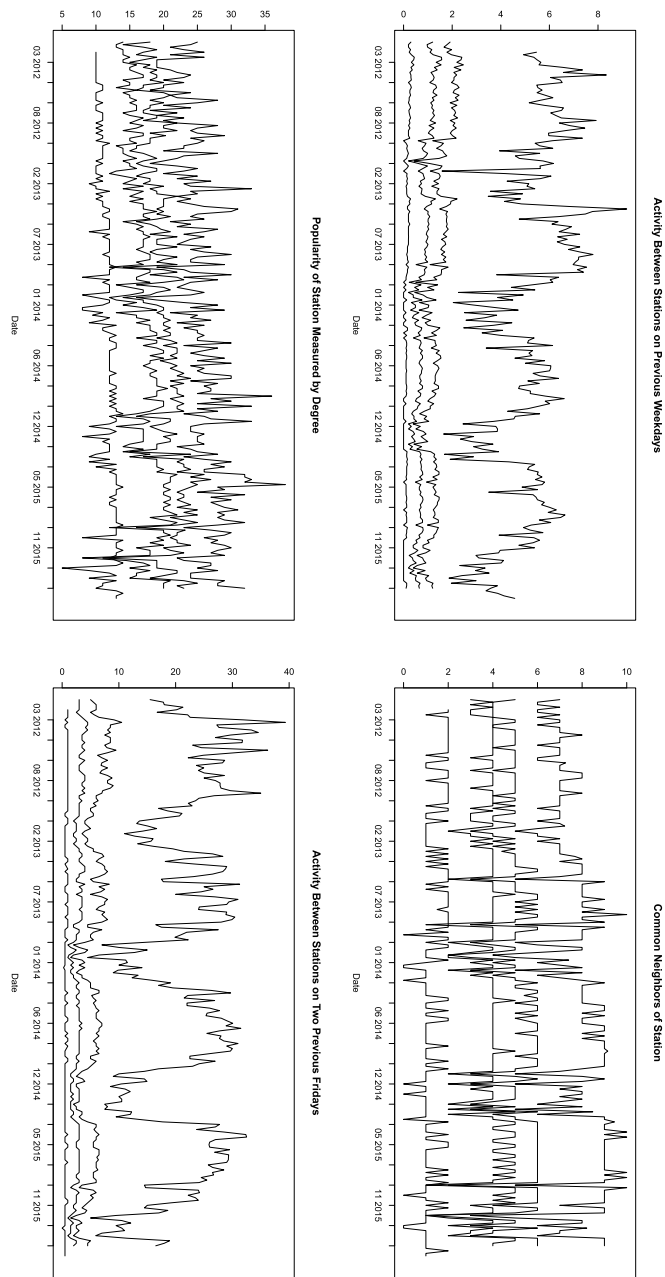 Activity Between Stations on Previous Weekdays
0 2 4 6 8
03 2012 08 2012 02 2013 07 2013 01 2014 06 2014 12 2014 05 2015 11 2015
Date
Common Neighbors of Station
0 2 4 6 8 10
03 2012 08 2012 02 2013 07 2013 01 2014 06 2014 12 2014 05 2015 11 2015
Date
Popularity of Station Measured by Degree
5 10 15 20 25 30 35
03 2012 08 2012 02 2013 07 2013 01 2014 06 2014 12 2014 05 2015 11 2015
Date
Activity Between Stations on Two Previous Fridays
0 10 20 30 40
03 2012 08 2012 02 2013 07 2013 01 2014 06 2014 12 2014 05 2015 11 2015
Date